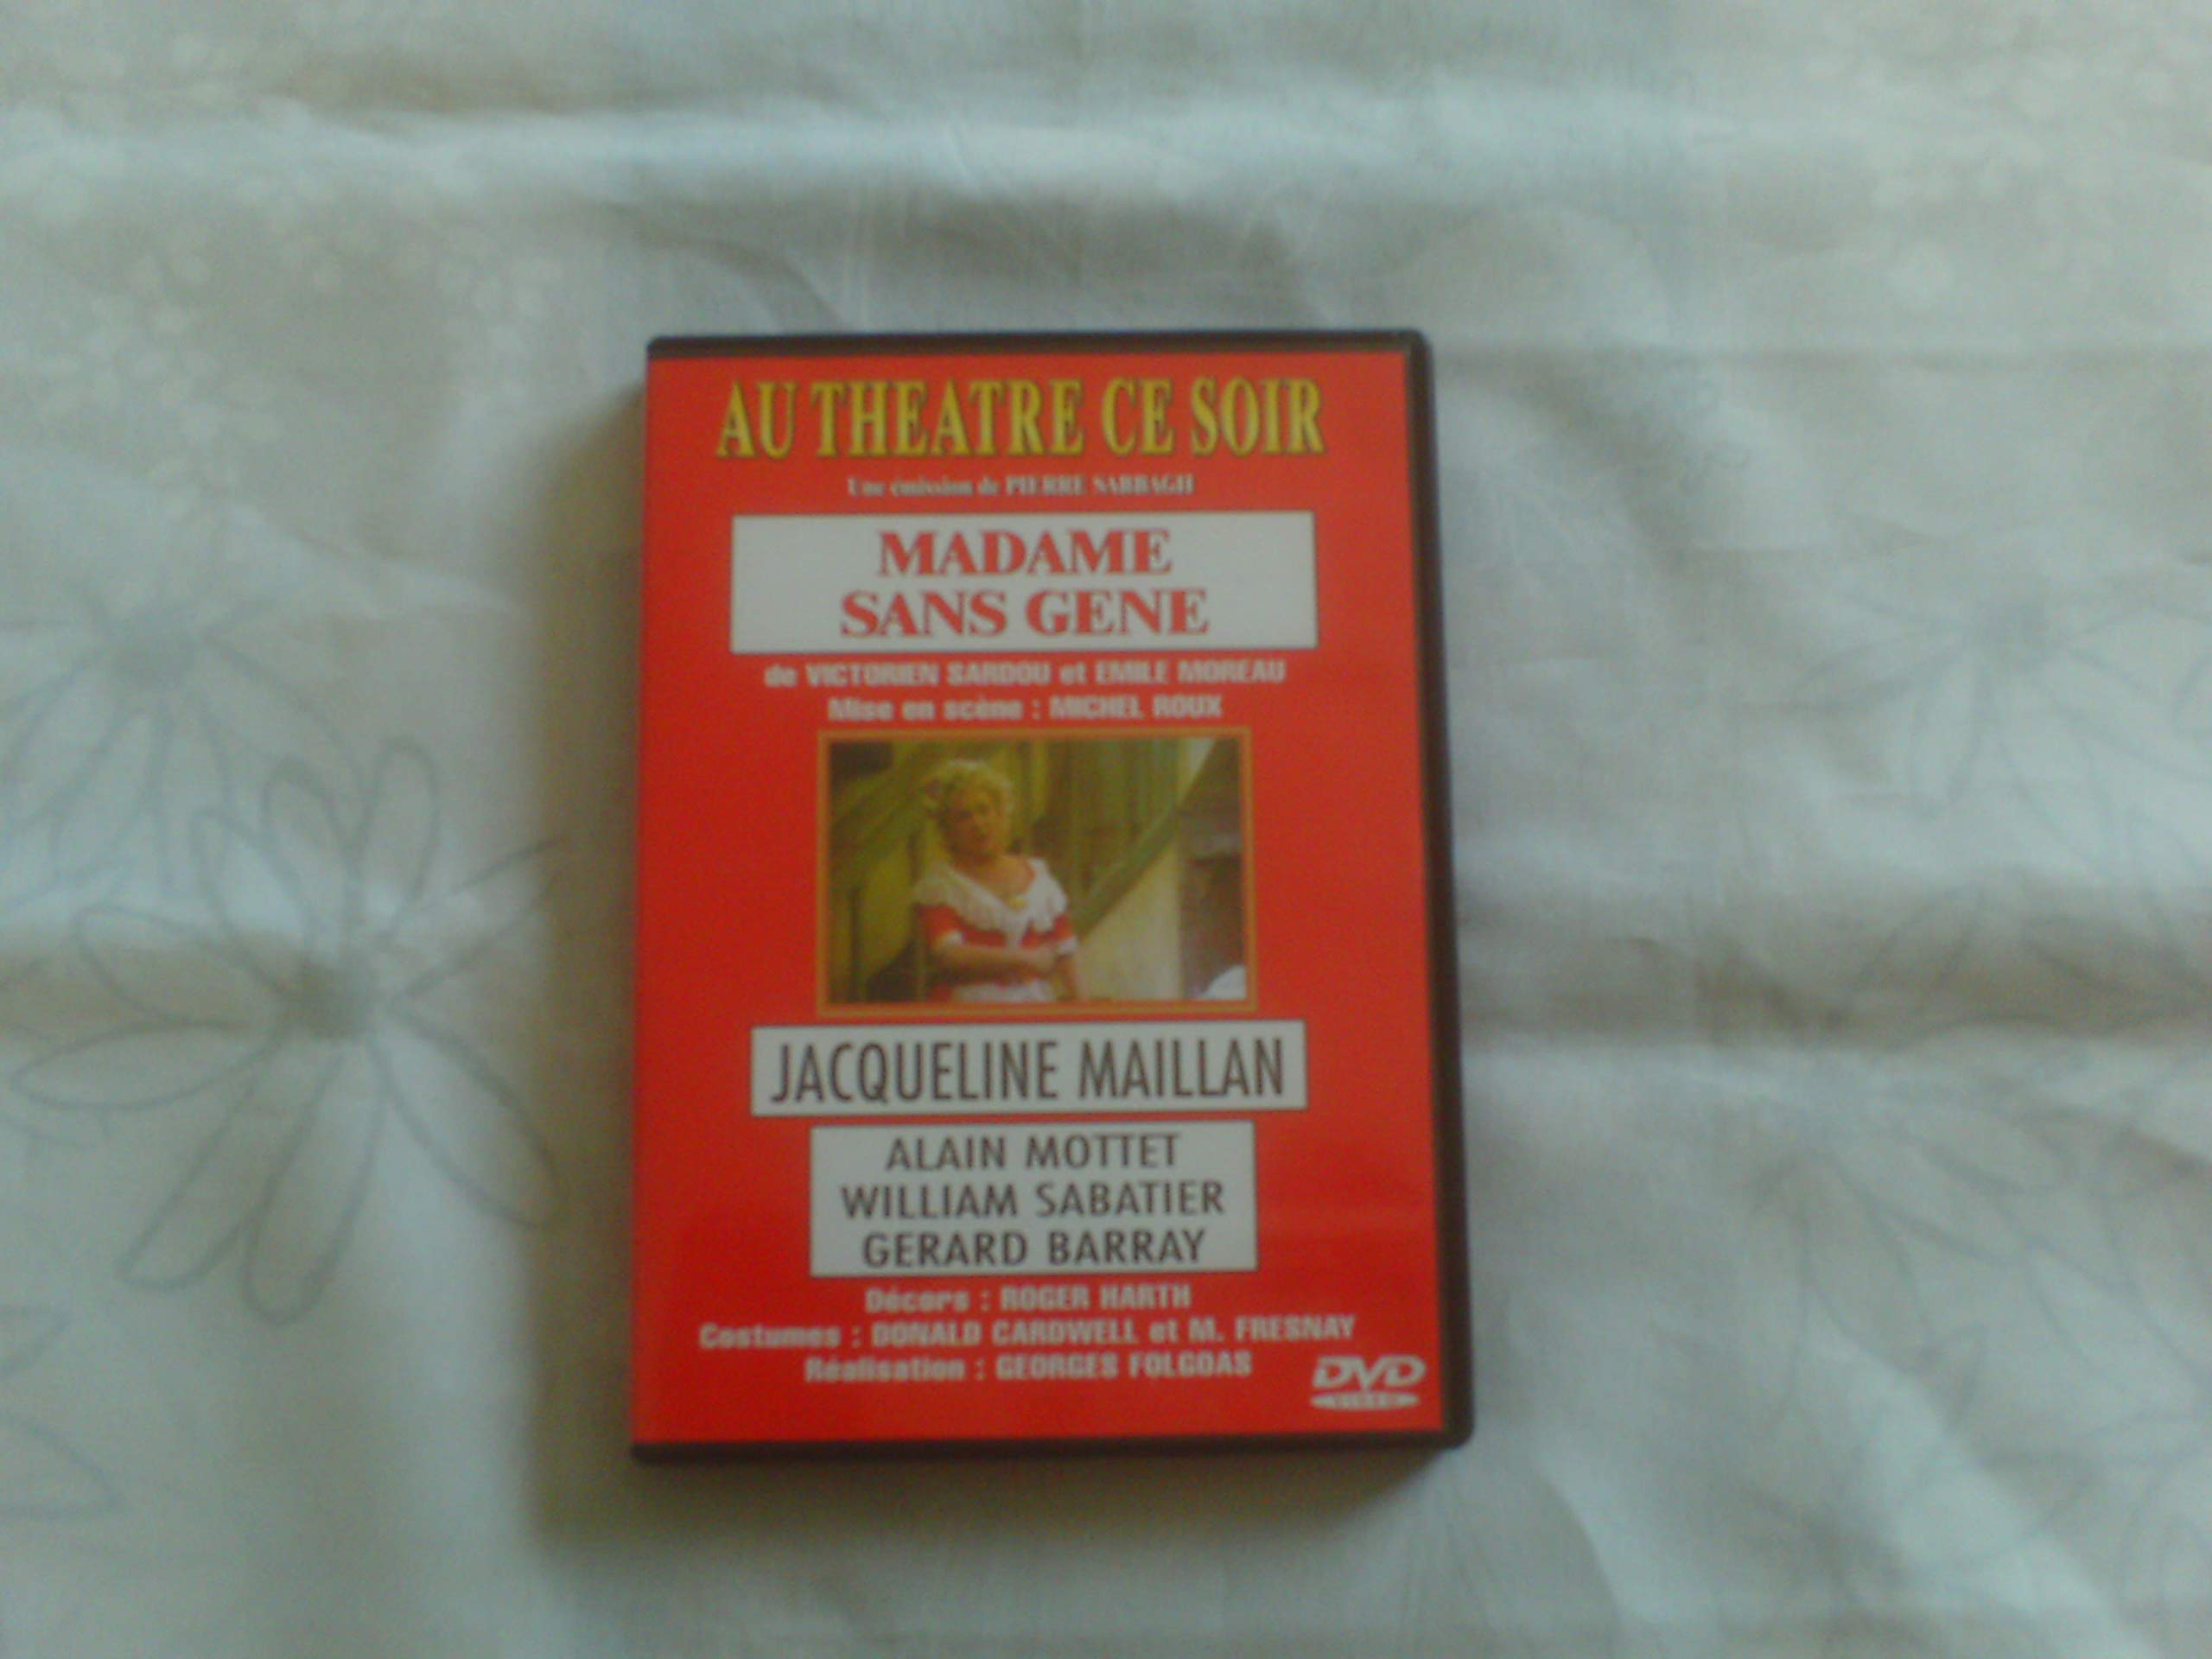 AU THEATRE CE SOIR
Une émission de PIERRE SABBAGH
MADAME
SANS GENE
de VICTORIEN SARDOU et EMILE MOREAU
Mise en scène : MICHEL ROUX
JACQUELINE MAILLAN
ALAIN MOTTET
WILLIAM SABATIER
GERARD BARRAY
Décors : ROGER HARTH
Costumes : DONALD CARDWELL et M. FRESNAY
Réalisation : GEORGES FOLGOAS
DVD
VIDEO